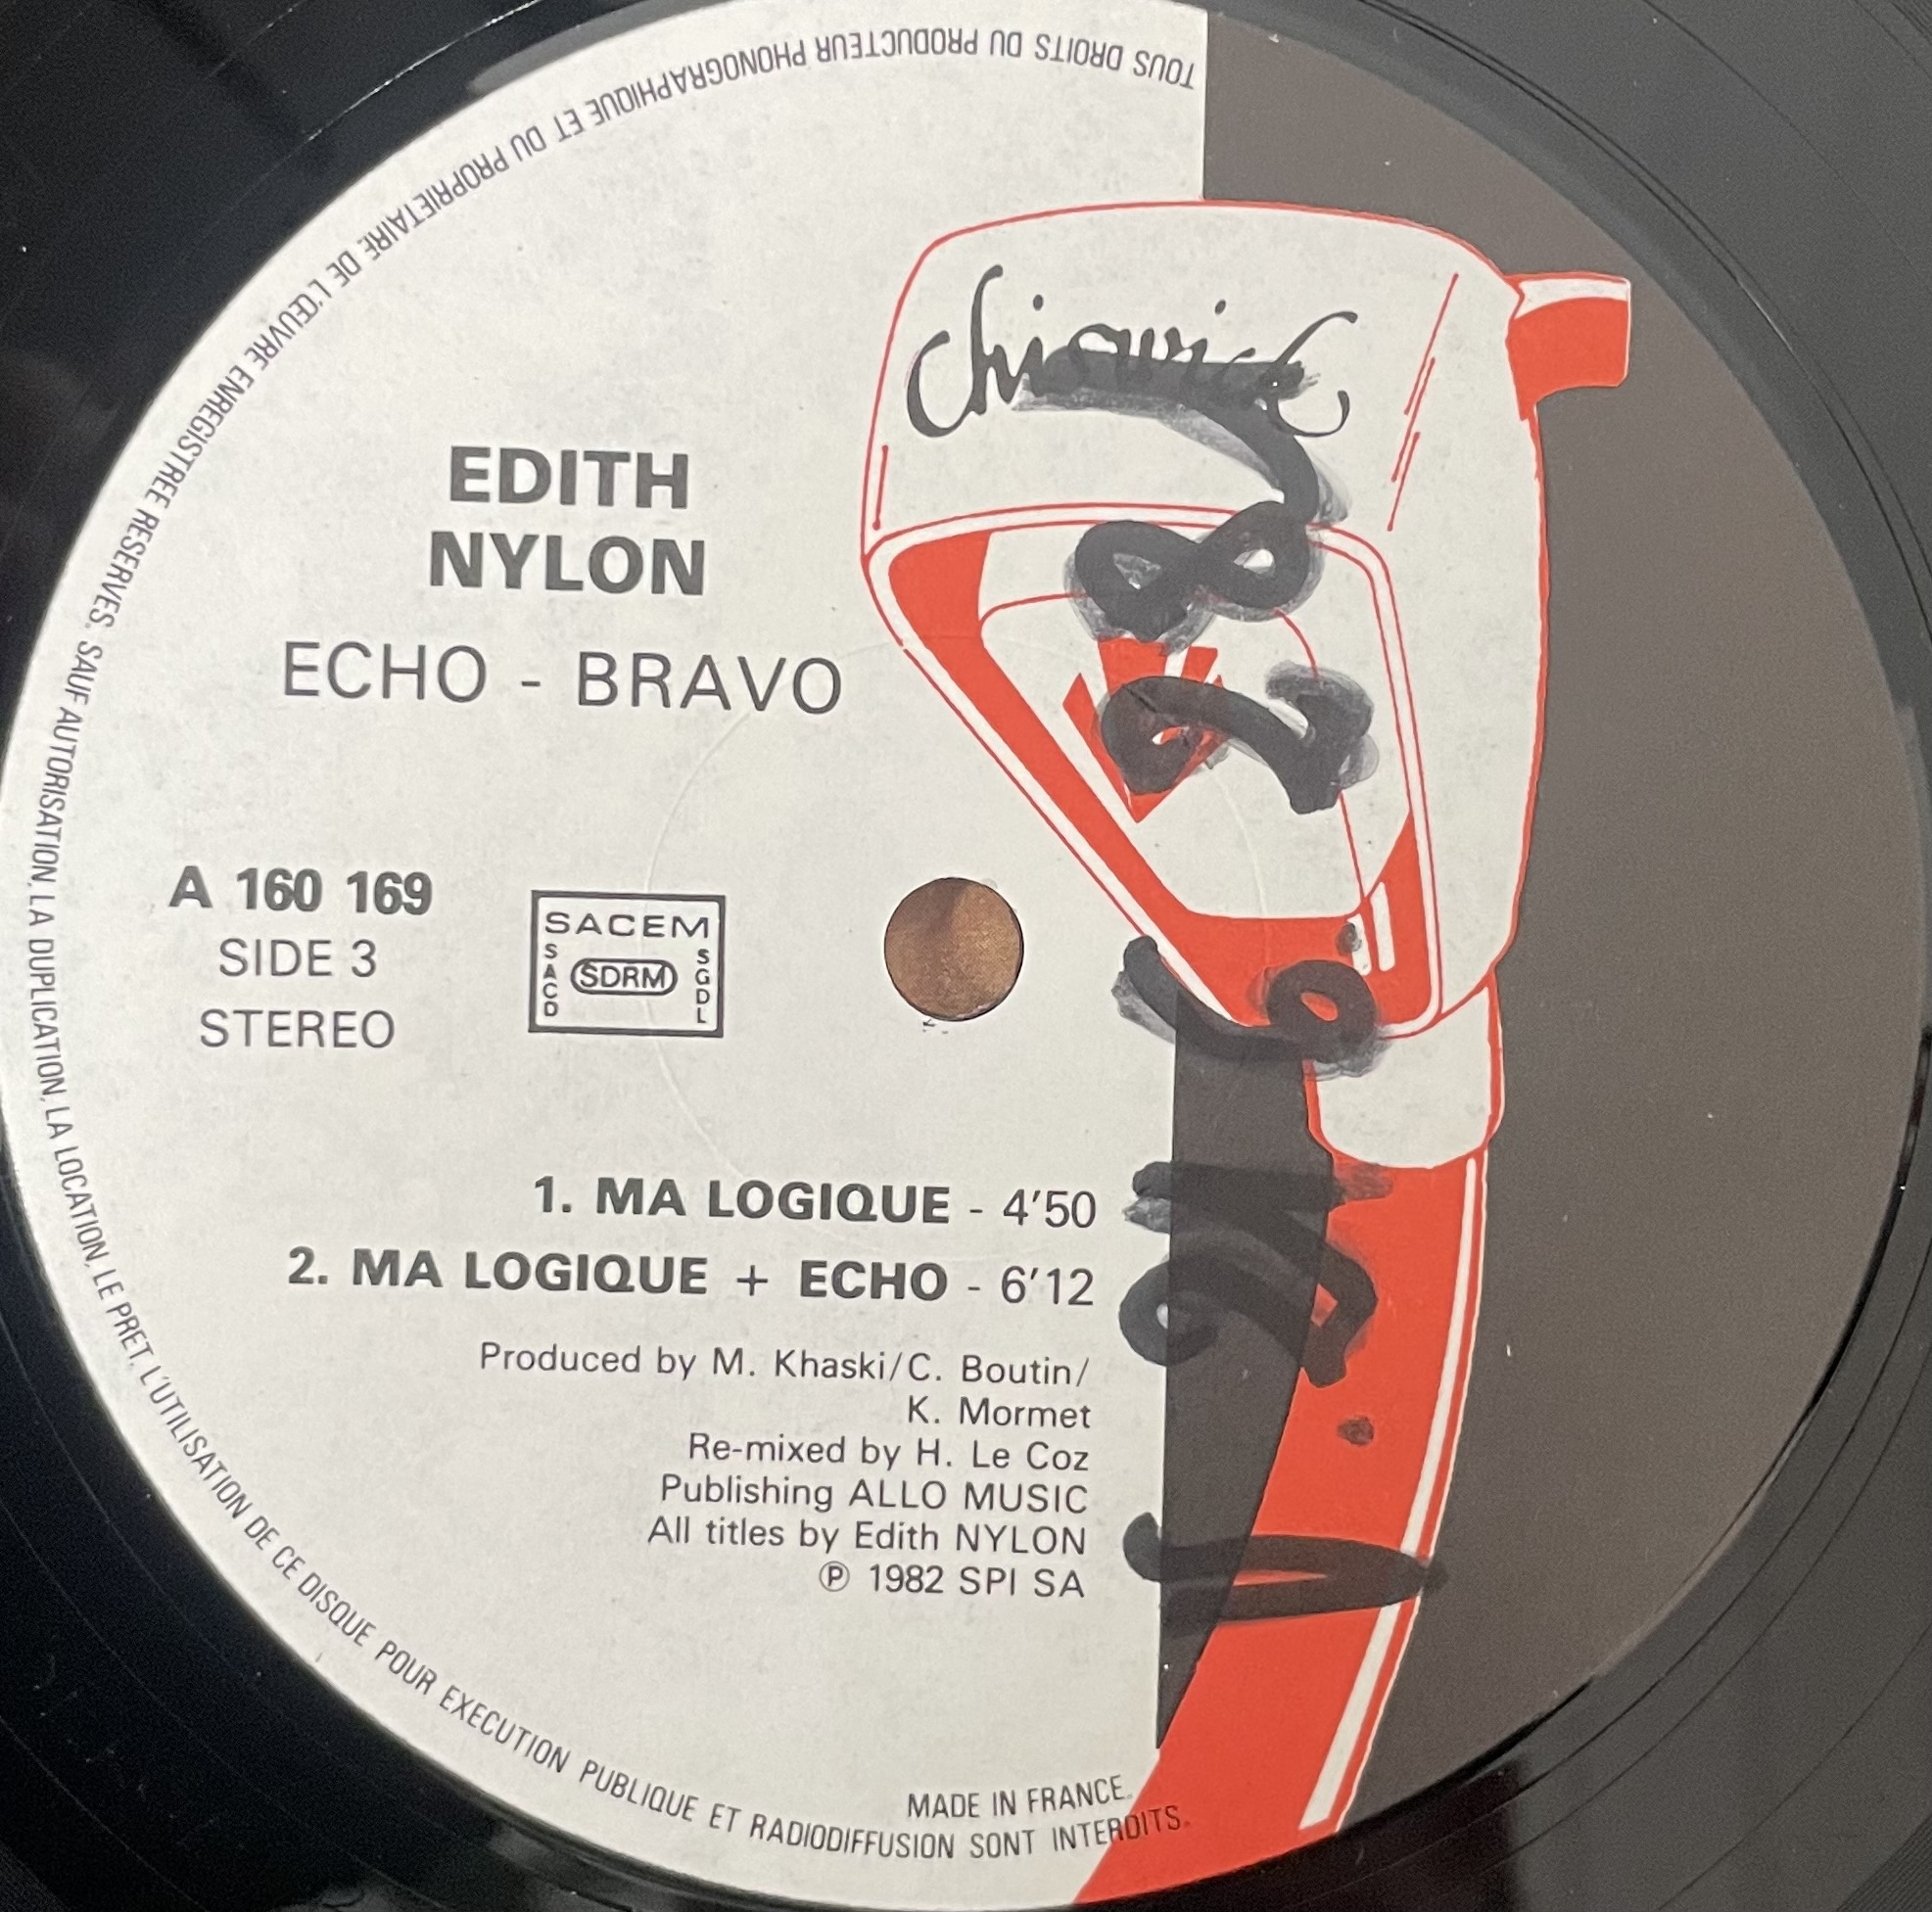 TOUS DROITS DU PRODUCTEUR PHONOGRAPHIQUE ET DU PROPRIETAIRE DE L'ŒUVRE ENREGISTREE RESERVES. SAUF AUTORISATION, LA DUPLICATION, LA LOCATION, LE PRET, L'UTILISATION DE CE DISQUE POUR EXECUTION PUBLIQUE ET RADIODIFFUSION SONT INTERDITS.
chiswick
EDITH
NYLON
ECHO - BRAVO
A 160 169
SIDE 3
STEREO
SACEM
SACD
SDRM
SGDL
1. MA LOGIQUE - 4'50
2. MA LOGIQUE + ECHO - 6'12
Produced by M. Khaski/C. Boutin/
K. Mormet
Re-mixed by H. Le Coz
Publishing ALLO MUSIC
All titles by Edith NYLON
℗ 1982 SPI SA
MADE IN FRANCE.